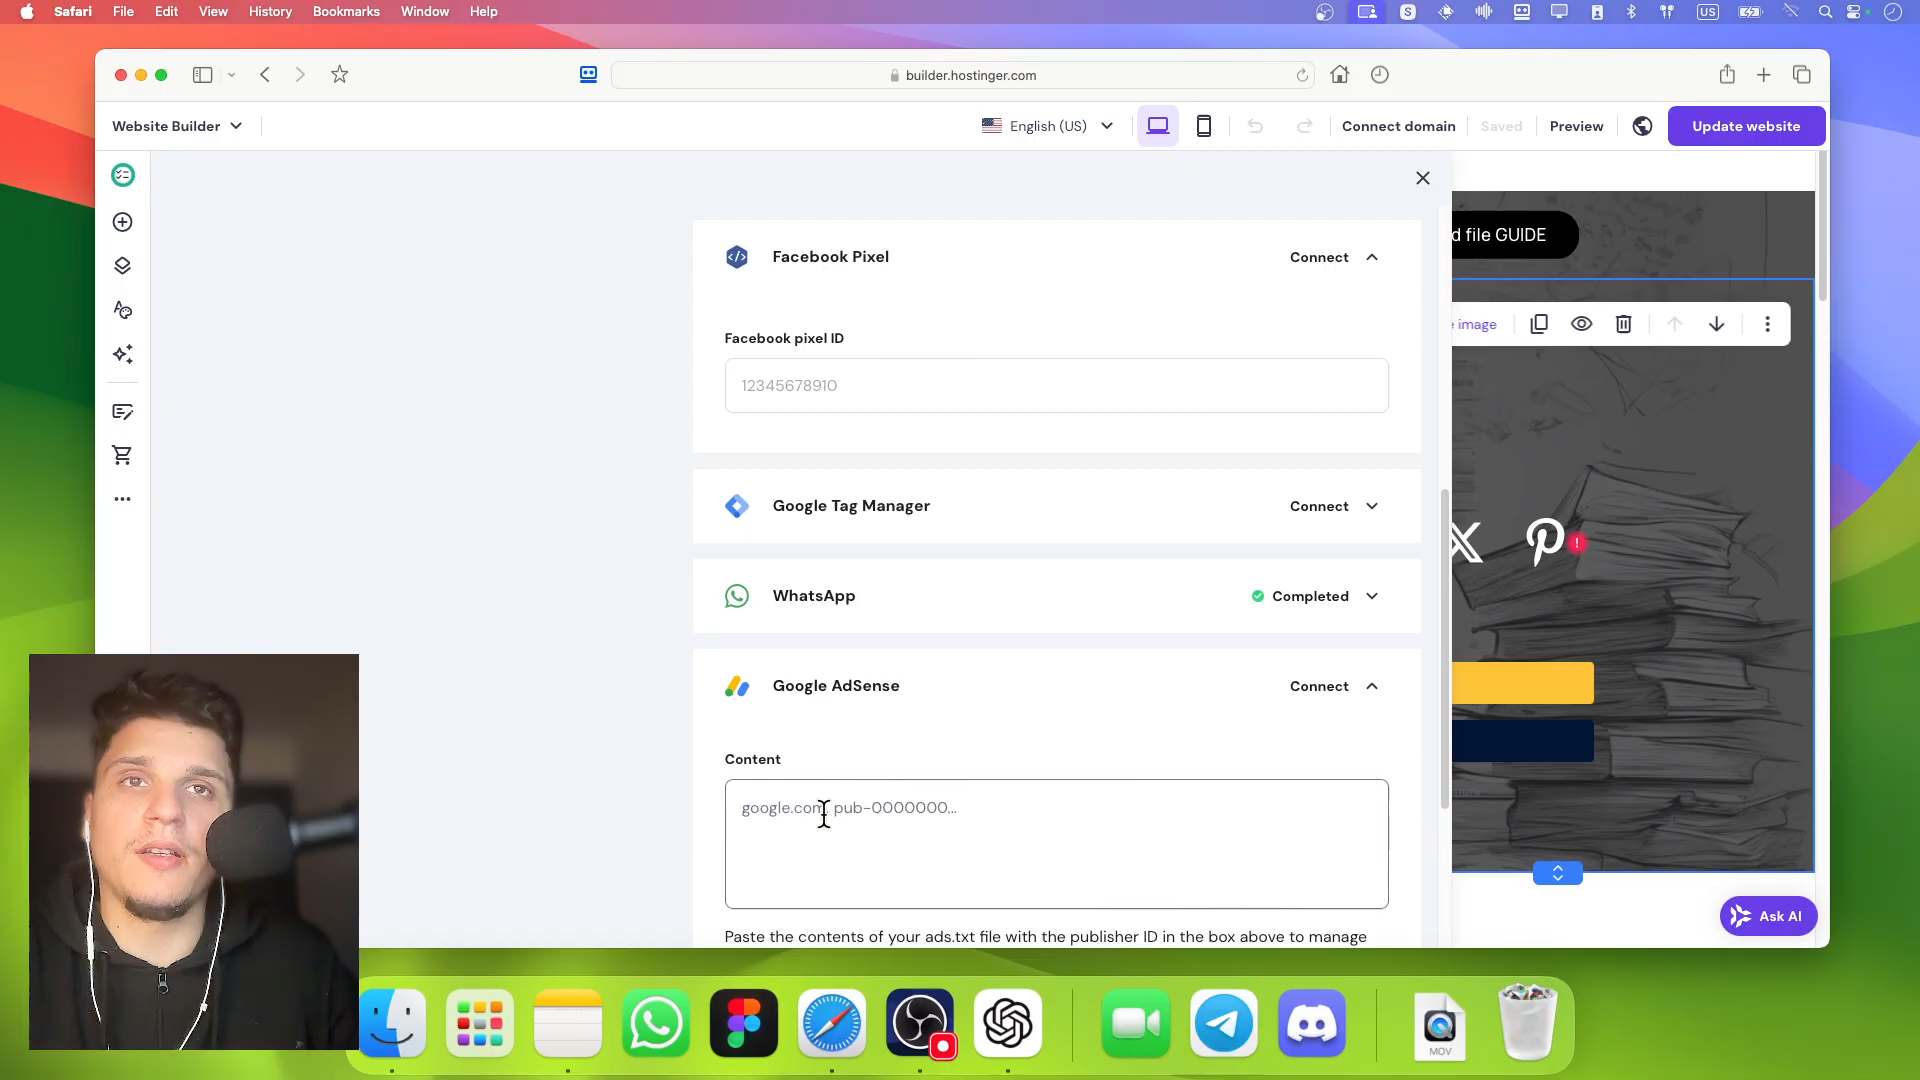 Safari File Edit View History Bookmarks Window Help
US
builder.hostinger.com
Website Builder
English (US)
Connect domain
Saved
Preview
Update website
d file GUIDE
Facebook Pixel
Connect
e image
Facebook pixel ID
12345678910
Google Tag Manager
Connect
!
WhatsApp
Completed
Google AdSense
Connect
Content
google.com, pub-0000000...
Paste the contents of your ads.txt file with the publisher ID in the box above to manage
Ask AI
MOV